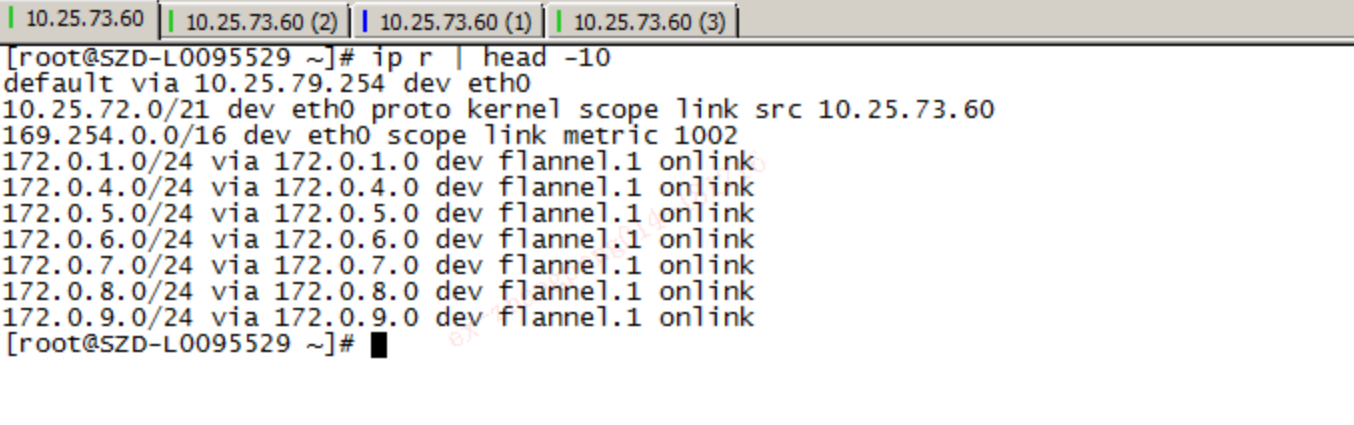 10.25.73.60 10.25.73.60 (2) 10.25.73.60 (1) 10.25.73.60 (3)
[root@SZD-L0095529 ~]# ip r | head -10
default via 10.25.79.254 dev eth0
10.25.72.0/21 dev eth0 proto kernel scope link src 10.25.73.60
169.254.0.0/16 dev eth0 scope link metric 1002
172.0.1.0/24 via 172.0.1.0 dev flannel.1 onlink
172.0.4.0/24 via 172.0.4.0 dev flannel.1 onlink
172.0.5.0/24 via 172.0.5.0 dev flannel.1 onlink
172.0.6.0/24 via 172.0.6.0 dev flannel.1 onlink
172.0.7.0/24 via 172.0.7.0 dev flannel.1 onlink
172.0.8.0/24 via 172.0.8.0 dev flannel.1 onlink
172.0.9.0/24 via 172.0.9.0 dev flannel.1 onlink
[root@SZD-L0095529 ~]#